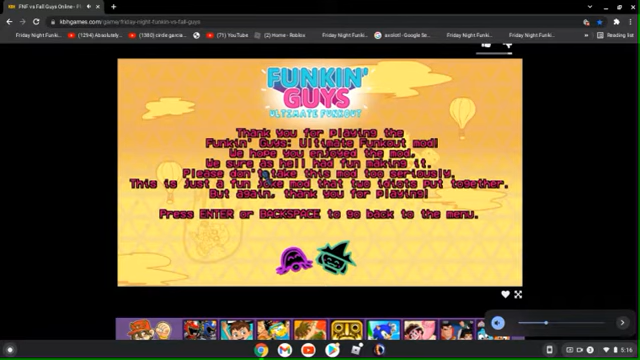 FNF vs Fall Guys Online - Fl
kbhgames.com/game/friday-night-funkin-vs-fall-guys
Friday Night Funki...
(1294) Absolutely...
(1380) circle garcia...
(71) YouTube
(2) Home - Roblox
Friday Night Funki...
axolotl - Google Se...
Friday Night Funki...
Friday Night Funki...
Reading list
FUNKIN'
GUYS
ULTIMATE FUNKOUT
Thank you for playing the
Funkin' Guys: Ultimate Funkout mod!
We hope you enjoyed the mod.
We sure as hell had fun making it.
Please don't take this mod too seriously.
This is just a fun joke mod that two idiots put together.
But again, thank you for playing!
Press ENTER or BACKSPACE to go back to the menu.
5:16